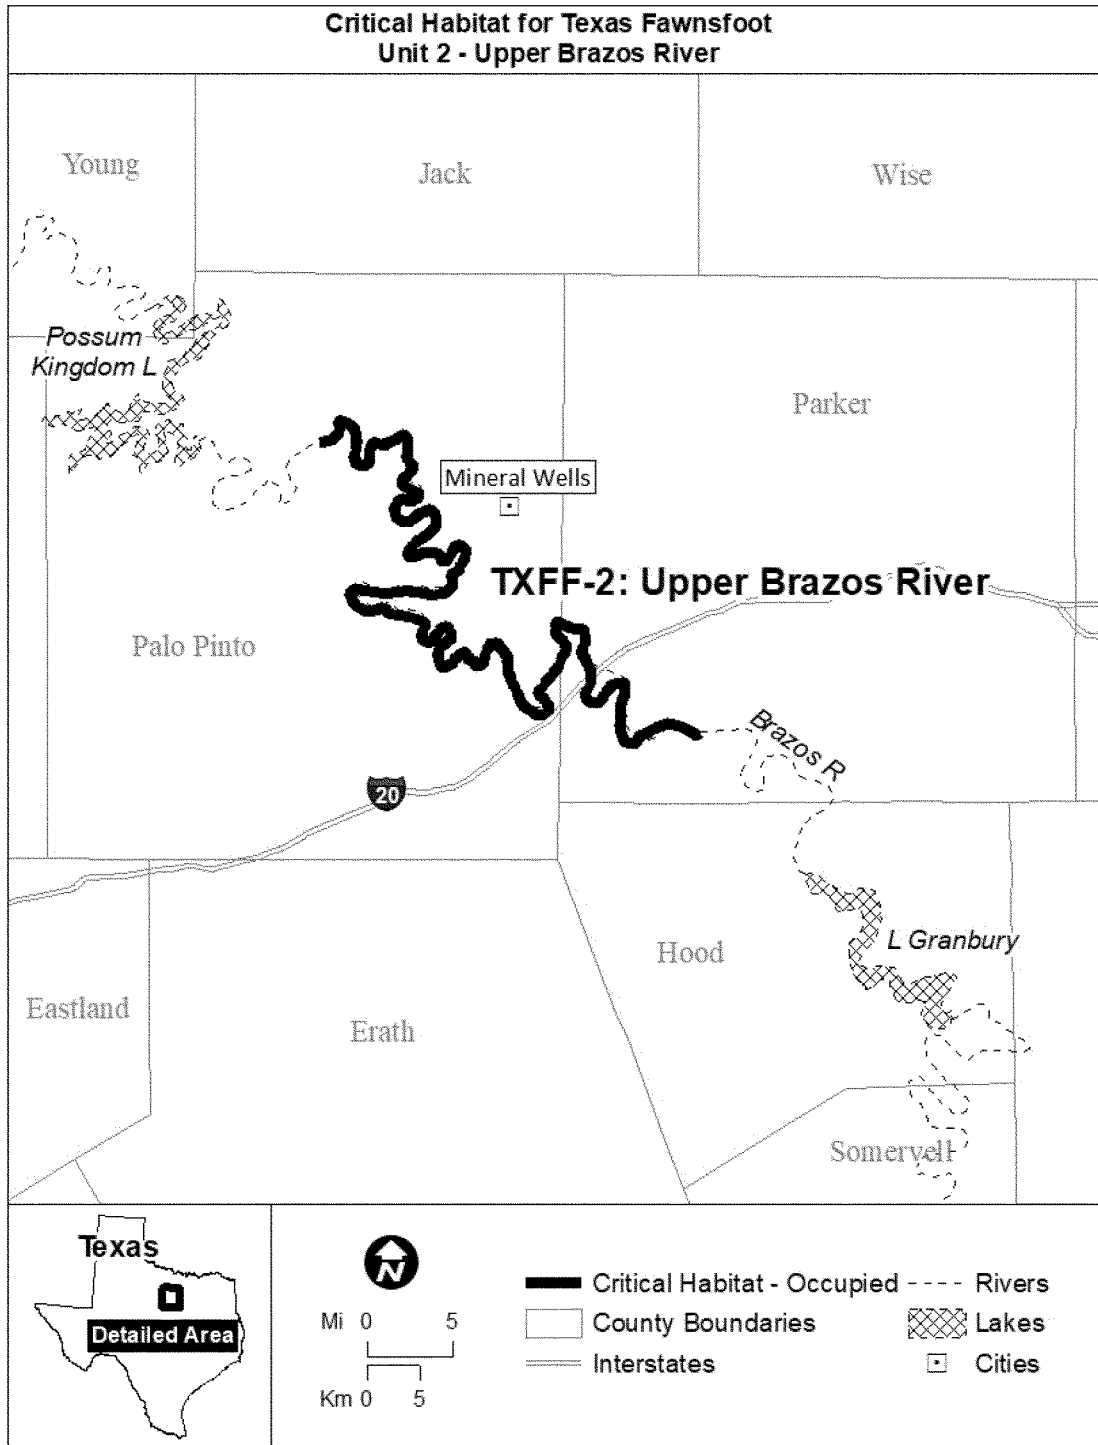 Critical Habitat for Texas Fawnsfoot
Unit 2 - Upper Brazos River
Young
Jack
Wise
Possum
Kingdom L
Parker
Mineral Wells
TXFF-2: Upper Brazos River
Palo Pinto
Brazos R
20
L Granbury
Hood
Eastland
Erath
Somervell
Texas
Detailed Area
N
Mi 0 5
Km 0 5
Critical Habitat - Occupied
County Boundaries
Interstates
Rivers
Lakes
Cities